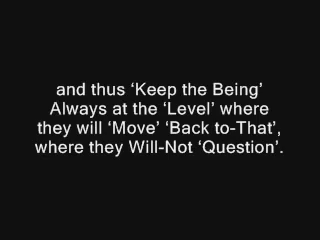 and thus ‘Keep the Being’
Always at the ‘Level’ where
they will ‘Move’ ‘Back to-That’,
where they Will-Not ‘Question’.